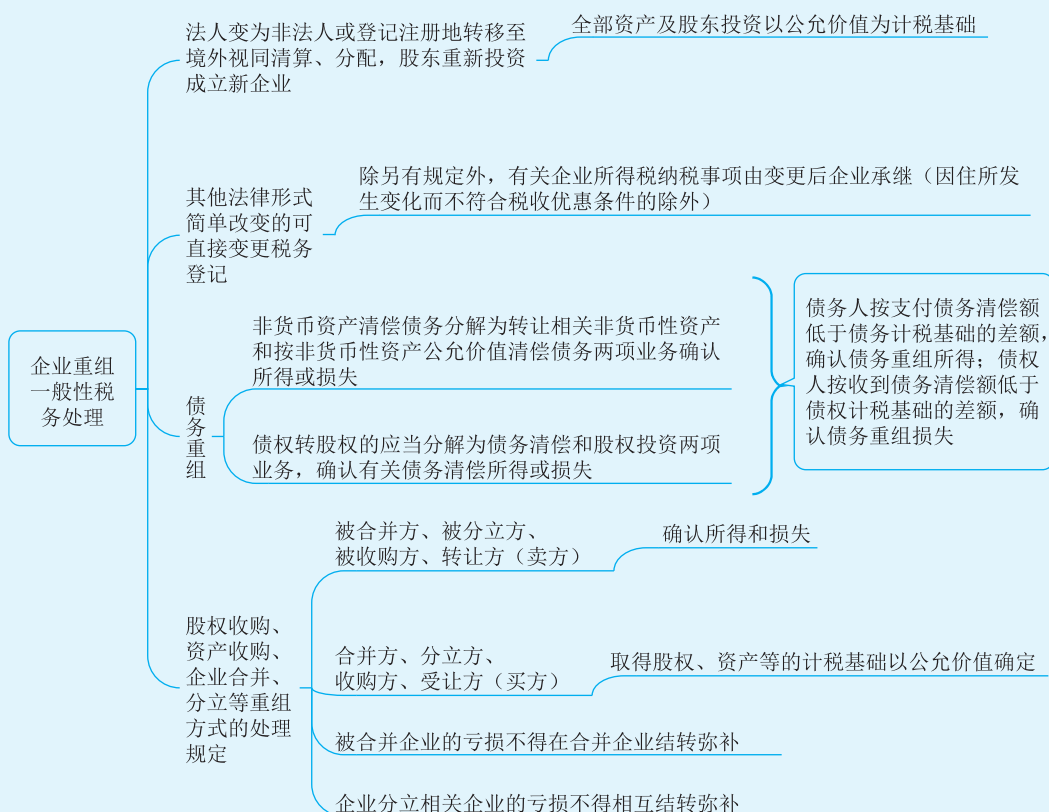 企业重组
一般性税
务处理
法人变为非法人或登记注册地转移至
境外视同清算、分配，股东重新投资
成立新企业
全部资产及股东投资以公允价值为计税基础
其他法律形式
简单改变的可
直接变更税务
登记
除另有规定外，有关企业所得税纳税事项由变更后企业承继（因住所发
生变化而不符合税收优惠条件的除外）
债
务
重
组
非货币资产清偿债务分解为转让相关非货币性资产
和按非货币性资产公允价值清偿债务两项业务确认
所得或损失
债权转股权的应当分解为债务清偿和股权投资两项
业务，确认有关债务清偿所得或损失
债务人按支付债务清偿额
低于债务计税基础的差额，
确认债务重组所得；债权
人按收到债务清偿额低于
债权计税基础的差额，确
认债务重组损失
股权收购、
资产收购、
企业合并、
分立等重组
方式的处理
规定
被合并方、被分立方、
被收购方、转让方（卖方）
确认所得和损失
合并方、分立方、
收购方、受让方（买方）
取得股权、资产等的计税基础以公允价值确定
被合并企业的亏损不得在合并企业结转弥补
企业分立相关企业的亏损不得相互结转弥补